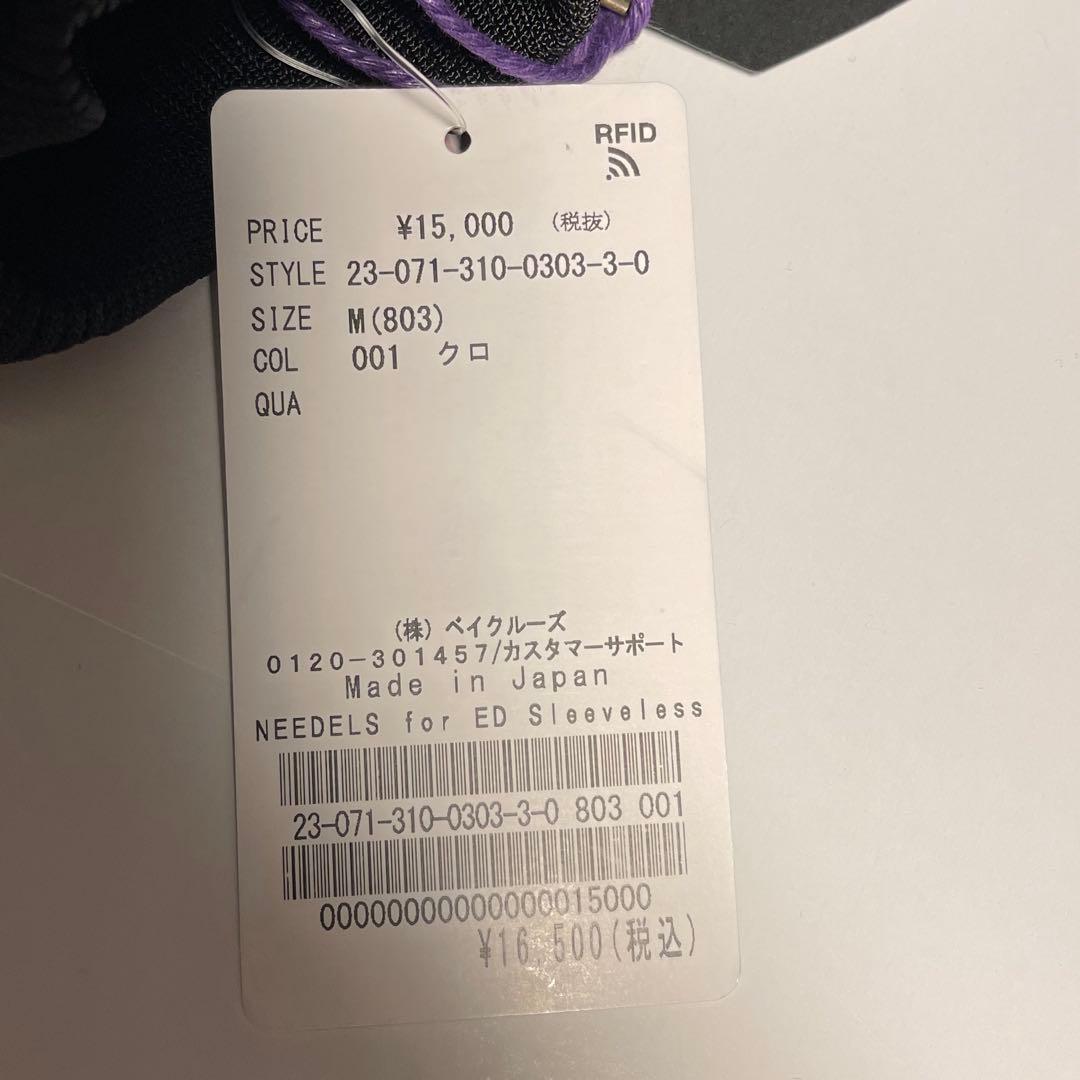 RFID
PRICE ¥15,000 (税抜)
STYLE 23-071-310-0303-3-0
SIZE M(803)
COL 001 クロ
QUA
(株) ベイクルーズ
0120-301457/カスタマーサポート
Made in Japan
NEEDELS for ED Sleeveless
23-071-310-0303-3-0 803 001
00000000000000015000
¥16,500(税込)